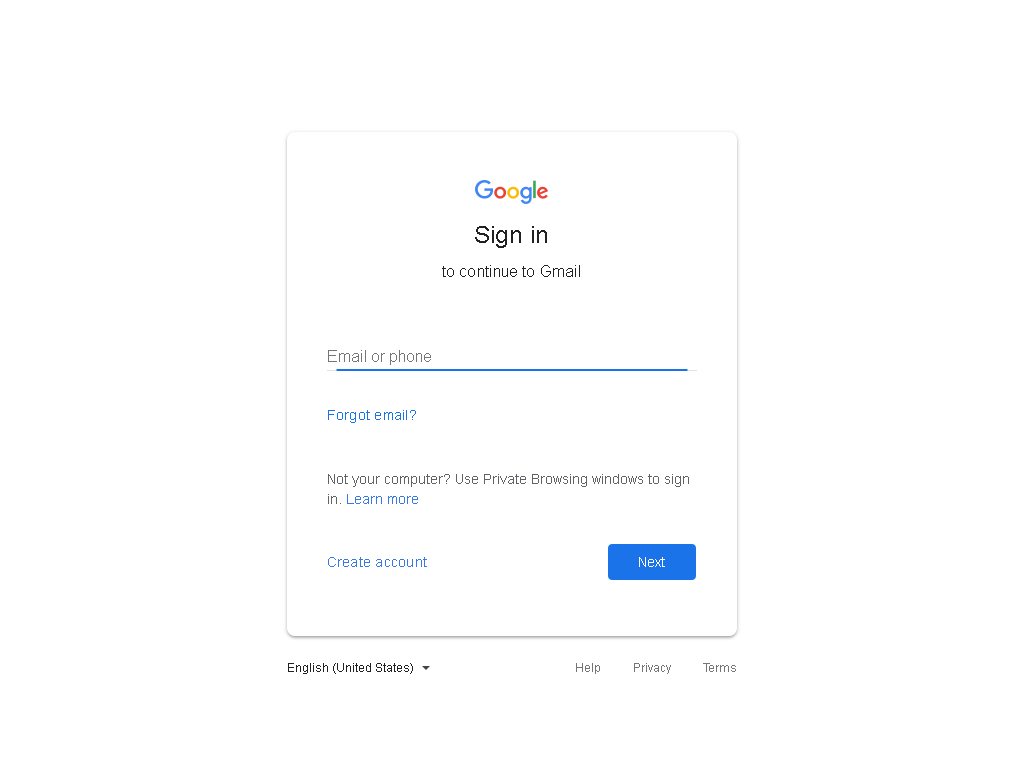 Google
Sign in
to continue to Gmail
Email or phone
Forgot email?
Not your computer? Use Private Browsing windows to sign
in. Learn more
Create account
Next
English (United States)
Help
Privacy
Terms